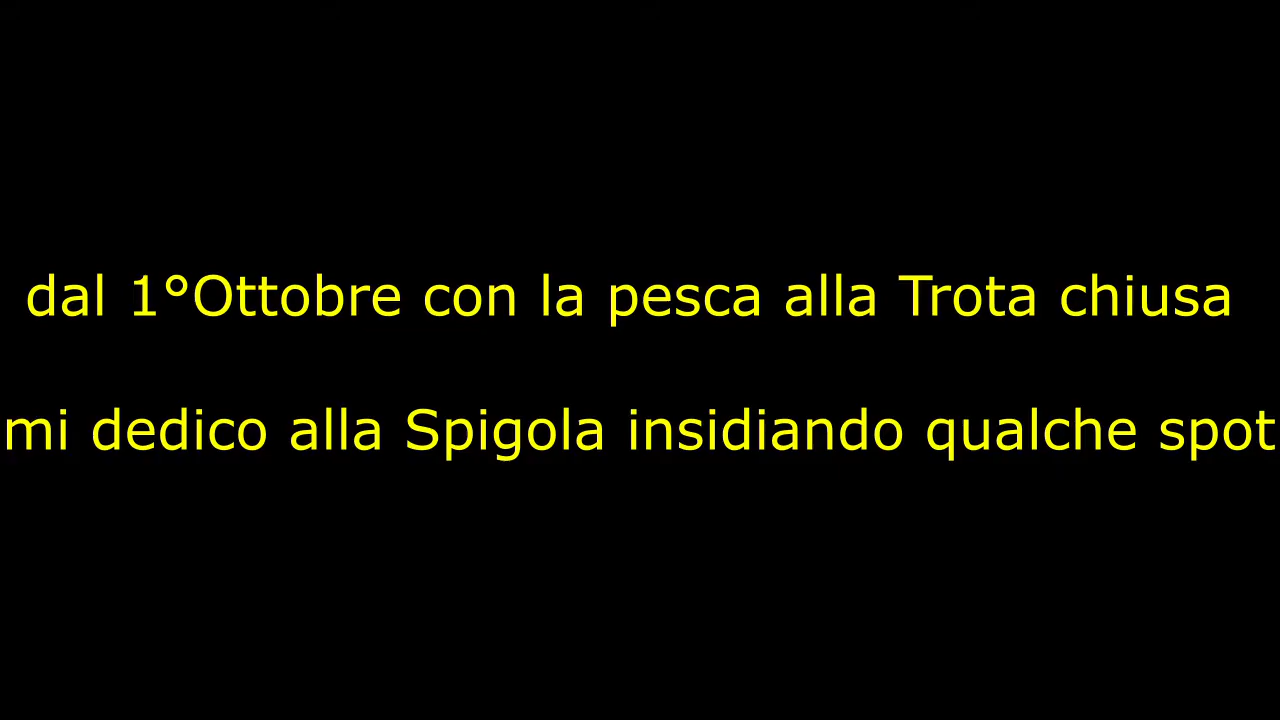 dal 1°Ottobre con la pesca alla Trota chiusa
mi dedico alla Spigola insidiando qualche spot